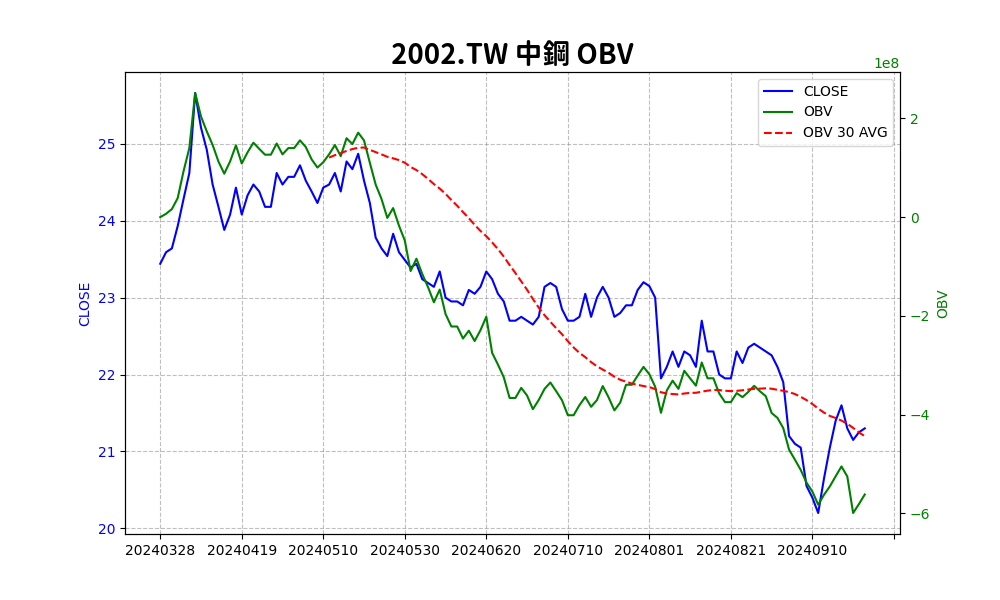 2002.TW 中鋼 OBV
1e8
CLOSE
OBV
OBV 30 AVG
25
24
23
22
21
20
CLOSE
2
0
−2
−4
−6
OBV
20240328 20240419 20240510 20240530 20240620 20240710 20240801 20240821 20240910